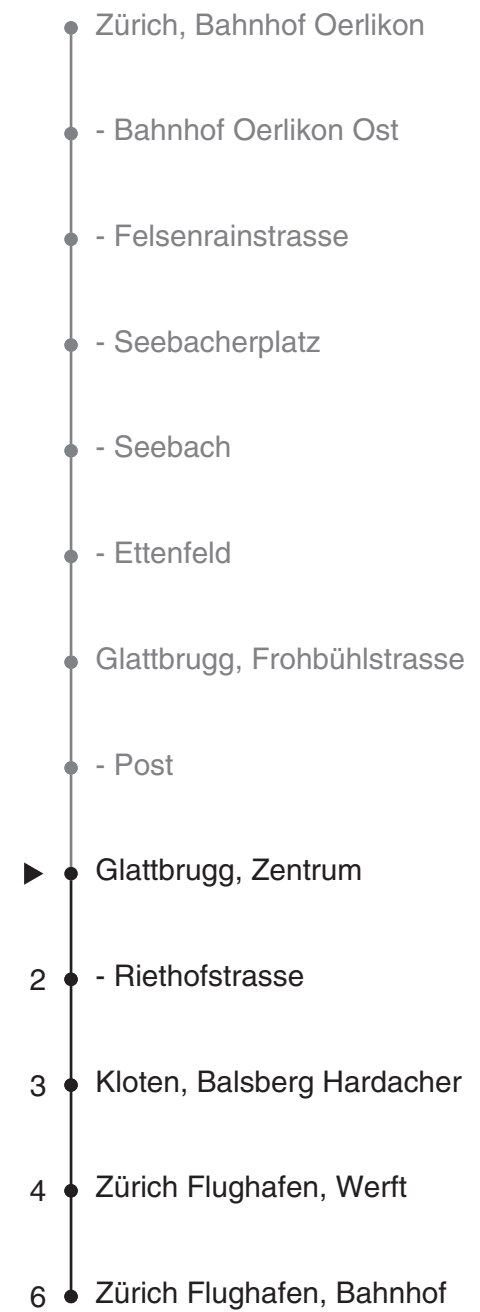 Zürich, Bahnhof Oerlikon
- Bahnhof Oerlikon Ost
- Felsenrainstrasse
- Seebacherplatz
- Seebach
- Ettenfeld
Glattbrugg, Frohbühlstrasse
- Post
Glattbrugg, Zentrum
2 - Riethofstrasse
3 Kloten, Balsberg Hardacher
4 Zürich Flughafen, Werft
6 Zürich Flughafen, Bahnhof